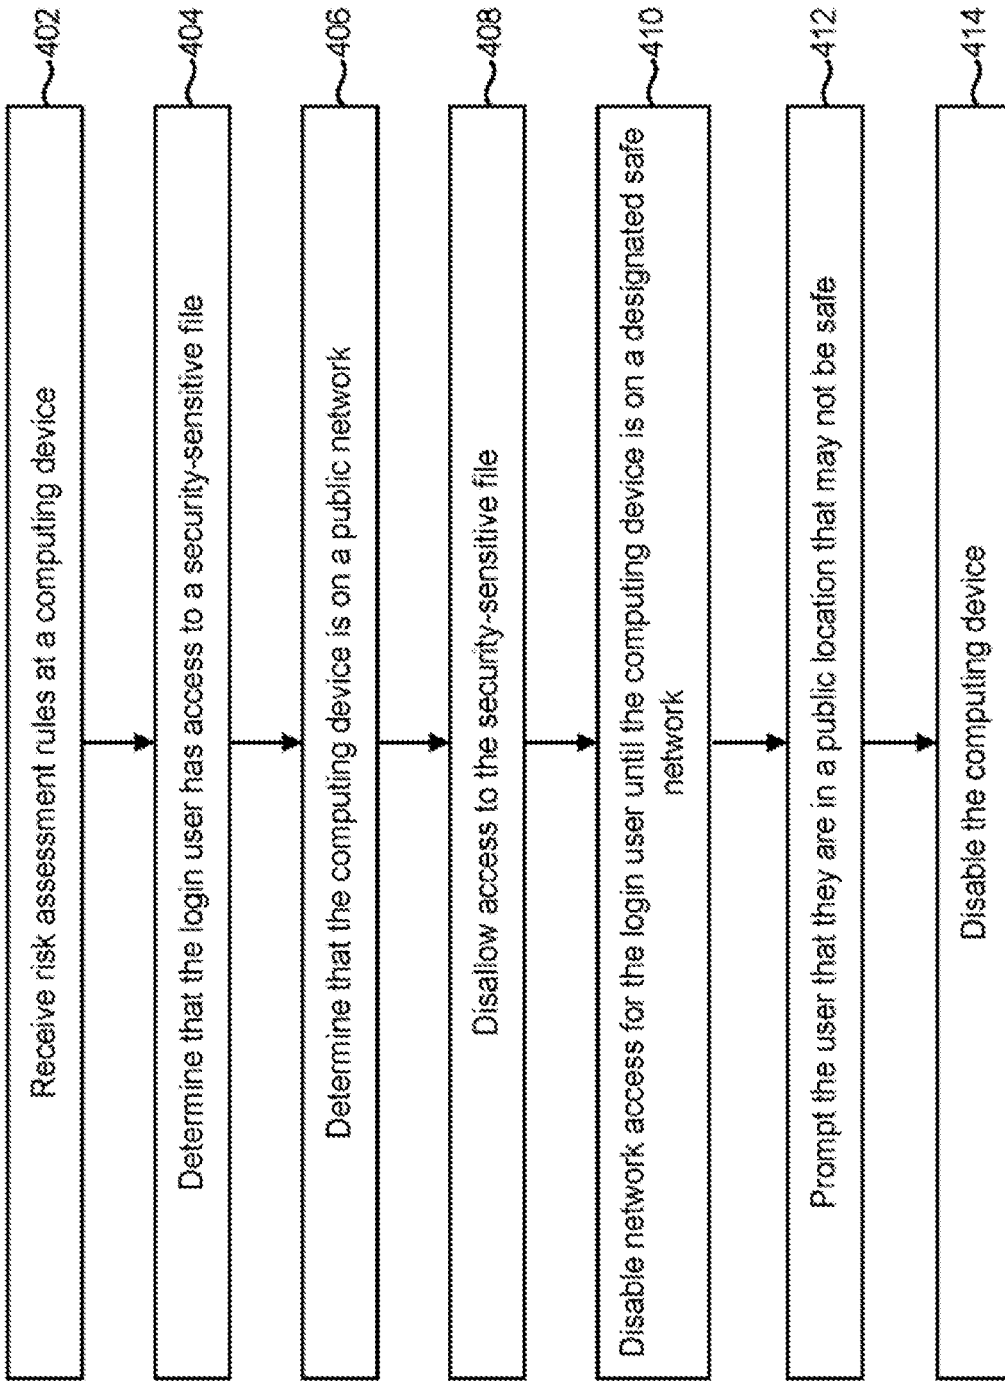 Receive risk assessment rules at a computing device
402
Determine that the login user has access to a security-sensitive file
404
Determine that the computing device is on a public network
406
Disallow access to the security-sensitive file
408
Disable network access for the login user until the computing device is on a designated safe
network
410
Prompt the user that they are in a public location that may not be safe
412
Disable the computing device
414